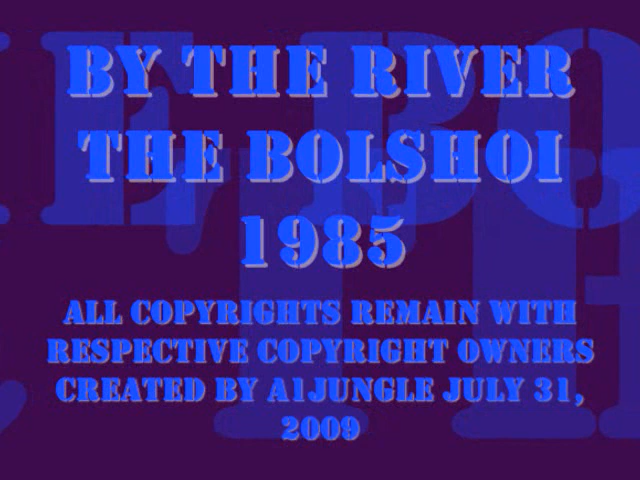 BY THE RIVER
THE BOLSHOI
1985
ALL COPYRIGHTS REMAIN WITH
RESPECTIVE COPYRIGHT OWNERS
CREATED BY A1JUNGLE JULY 31,
2009